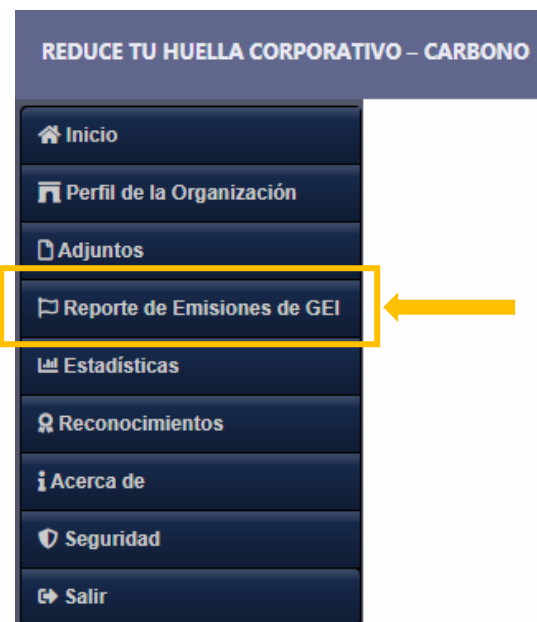 REDUCE TU HUELLA CORPORATIVO – CARBONO
Inicio
Perfil de la Organización
Adjuntos
Reporte de Emisiones de GEI
Estadísticas
Reconocimientos
Acerca de
Seguridad
Salir